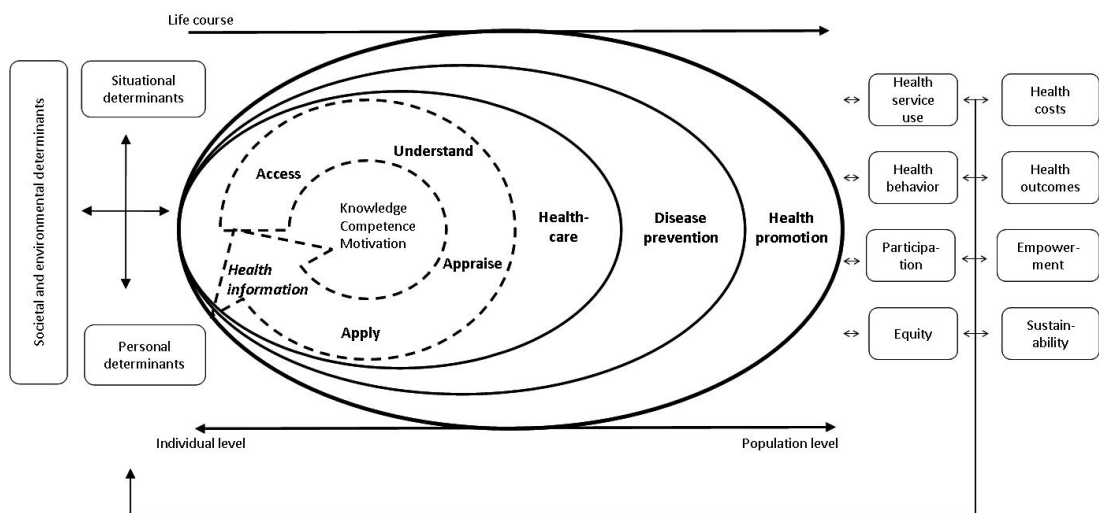 Life course
Societal and environmental determinants
Situational
determinants
Personal
determinants
Understand
Access
Knowledge
Competence
Motivation
Health
information
Appraise
Apply
Health-
care
Disease
prevention
Health
promotion
Individual level
Population level
Health
service
use
Health
costs
Health
behavior
Health
outcomes
Participa-
tion
Empower-
ment
Equity
Sustain-
ability